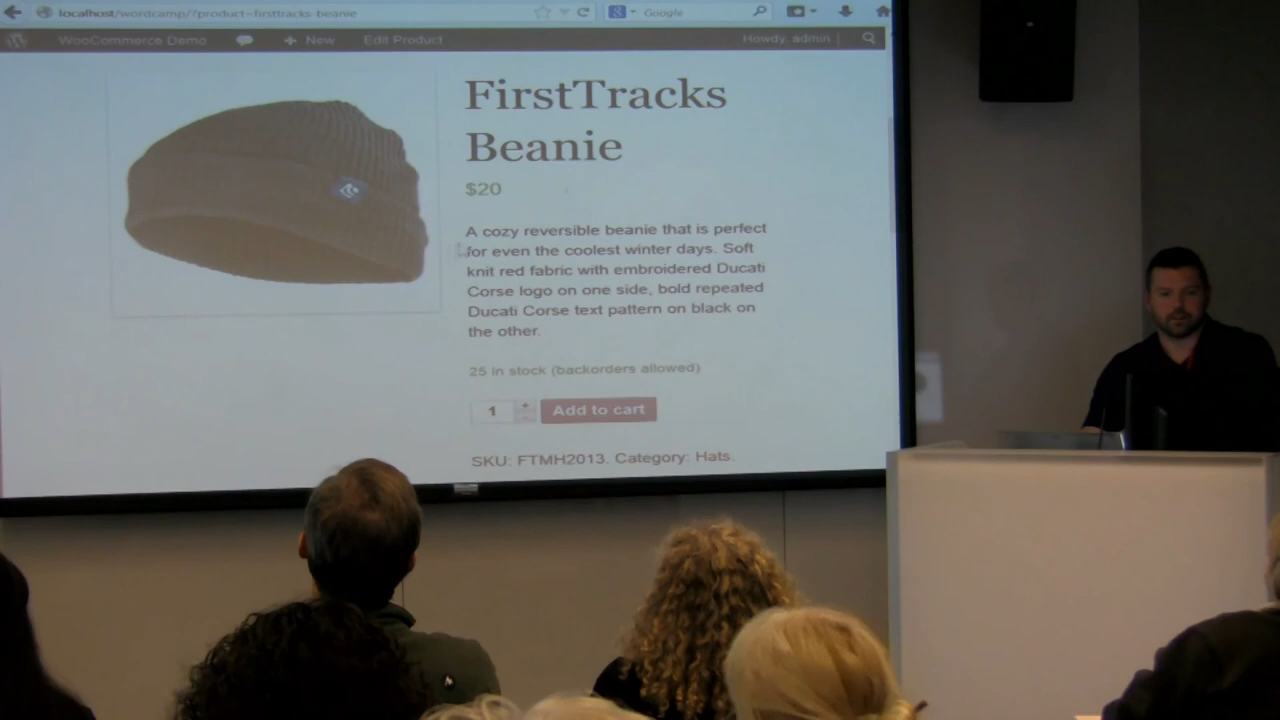 localhost/wordcamp/?product=firsttracks-beanie
Google
WooCommerce Demo
New
Edit Product
Howdy, admin
FirstTracks
Beanie
$20
A cozy reversible beanie that is perfect
for even the coolest winter days. Soft
knit red fabric with embroidered Ducati
Corse logo on one side, bold repeated
Ducati Corse text pattern on black on
the other.
25 in stock (backorders allowed)
1
Add to cart
SKU: FTMH2013. Category: Hats.